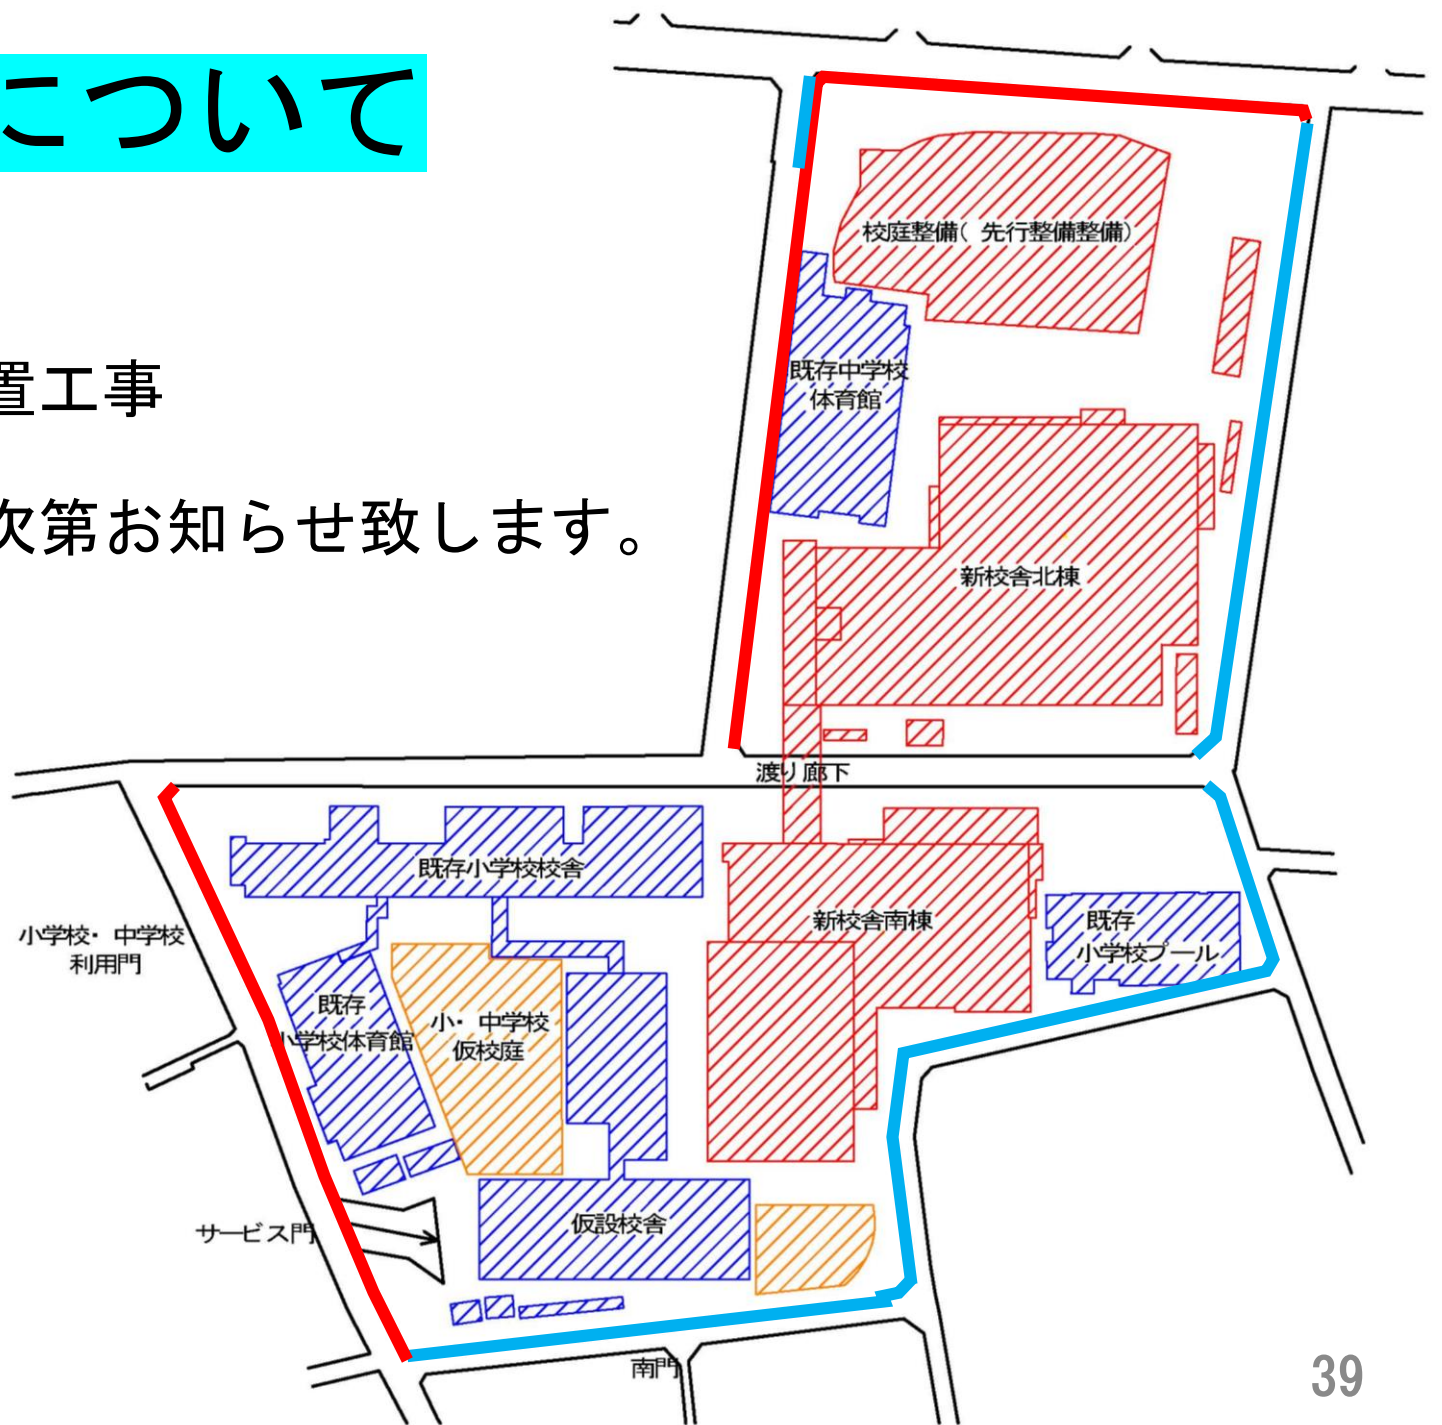 について
置工事
次第お知らせ致します。
校庭整備( 先行整備整備)
既存中学校
体育館
新校舎北棟
渡り廊下
既存小学校校舎
新校舎南棟
既存
小学校プール
小学校・中学校
利用門
既存
小学校体育館
小・中学校
仮校庭
サービス門
仮設校舎
南門
39